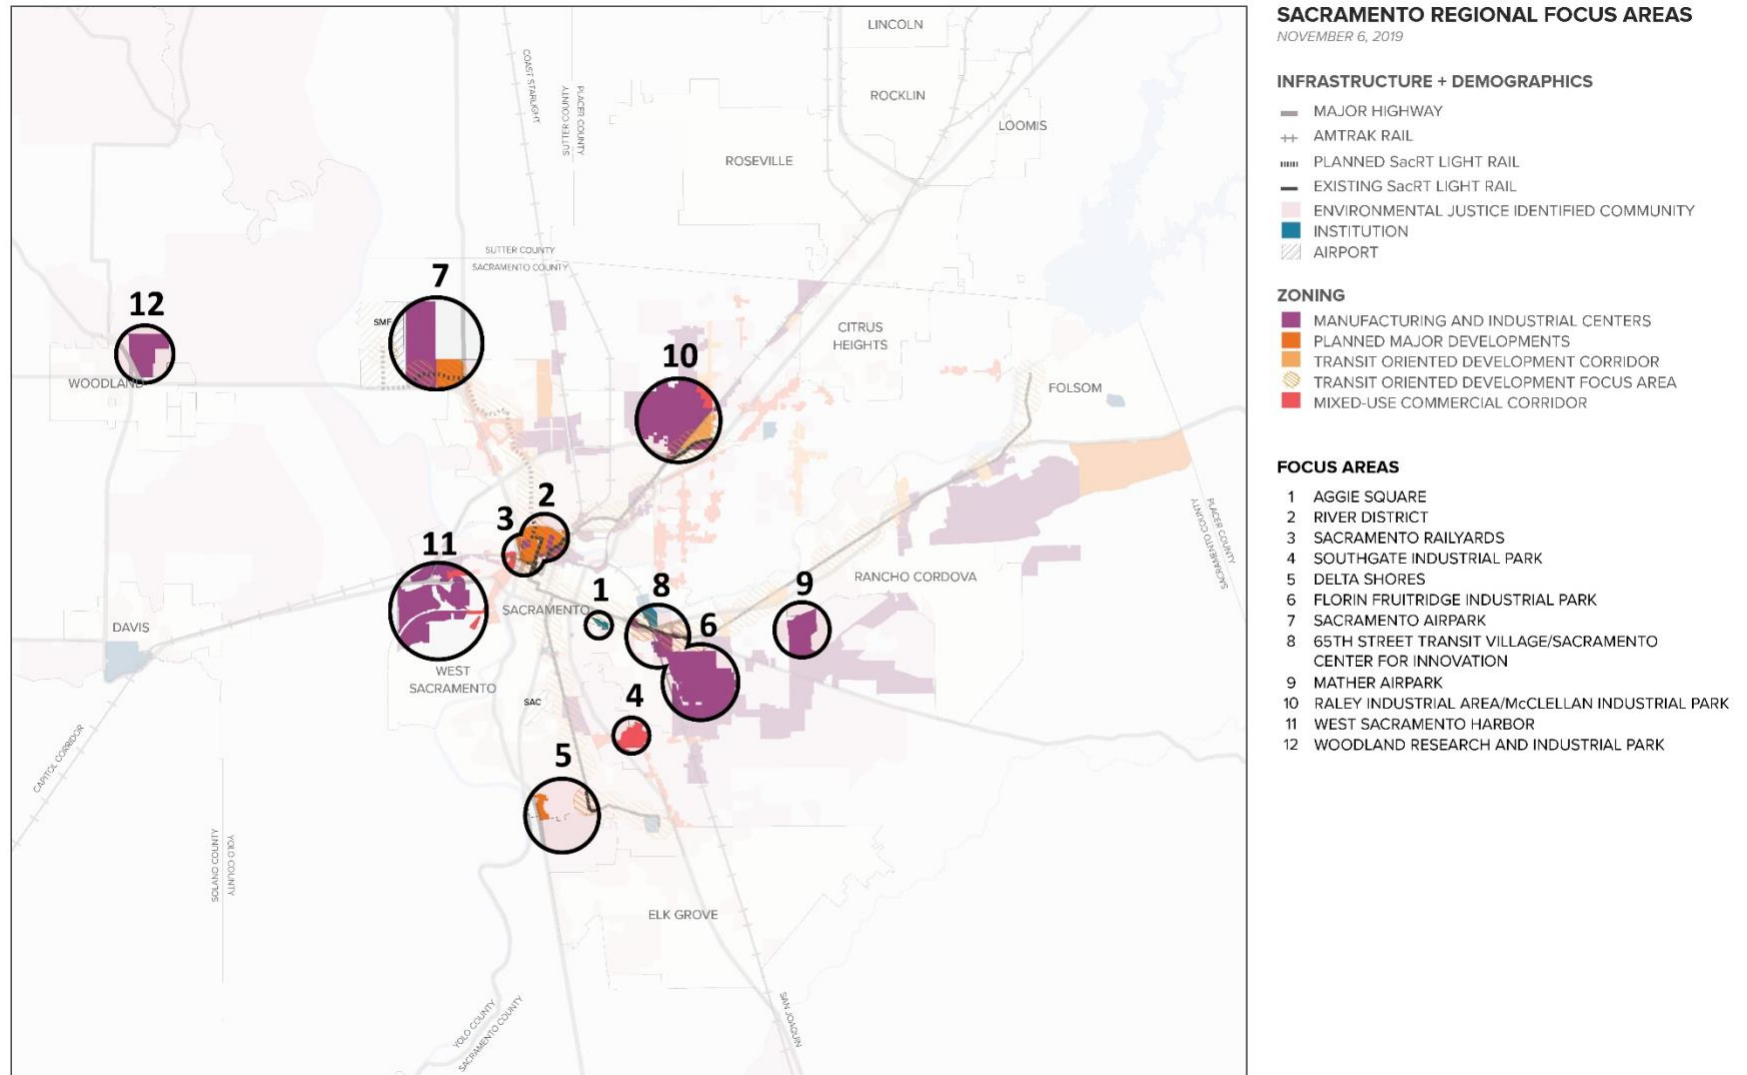 LINCOLN
COAST STARLIGHT
SUTTER COUNTY
PLACER COUNTY
ROCKLIN
LOOMIS
ROSEVILLE
SUTTER COUNTY
SACRAMENTO COUNTY
7
12
SMF
CITRUS
HEIGHTS
10
WOODLAND
FOLSOM
2
3
PLACER COUNTY
SACRAMENTO COUNTY
11
RANCHO CORDOVA
1
8
9
SACRAMENTO
DAVIS
6
WEST
SACRAMENTO
4
SAC
5
CAPITOL CORRIDOR
SOLANO COUNTY
YOLO COUNTY
ELK GROVE
YOLO COUNTY
SACRAMENTO COUNTY
SAN JOAQUIN
SACRAMENTO REGIONAL FOCUS AREAS
NOVEMBER 6, 2019
INFRASTRUCTURE + DEMOGRAPHICS
MAJOR HIGHWAY
AMTRAK RAIL
PLANNED SacRT LIGHT RAIL
EXISTING SacRT LIGHT RAIL
ENVIRONMENTAL JUSTICE IDENTIFIED COMMUNITY
INSTITUTION
AIRPORT
ZONING
MANUFACTURING AND INDUSTRIAL CENTERS
PLANNED MAJOR DEVELOPMENTS
TRANSIT ORIENTED DEVELOPMENT CORRIDOR
TRANSIT ORIENTED DEVELOPMENT FOCUS AREA
MIXED-USE COMMERCIAL CORRIDOR
FOCUS AREAS
1 AGGIE SQUARE
2 RIVER DISTRICT
3 SACRAMENTO RAILYARDS
4 SOUTHGATE INDUSTRIAL PARK
5 DELTA SHORES
6 FLORIN FRUITRIDGE INDUSTRIAL PARK
7 SACRAMENTO AIRPARK
8 65TH STREET TRANSIT VILLAGE/SACRAMENTO
CENTER FOR INNOVATION
9 MATHER AIRPARK
10 RALEY INDUSTRIAL AREA/McCLELLAN INDUSTRIAL PARK
11 WEST SACRAMENTO HARBOR
12 WOODLAND RESEARCH AND INDUSTRIAL PARK